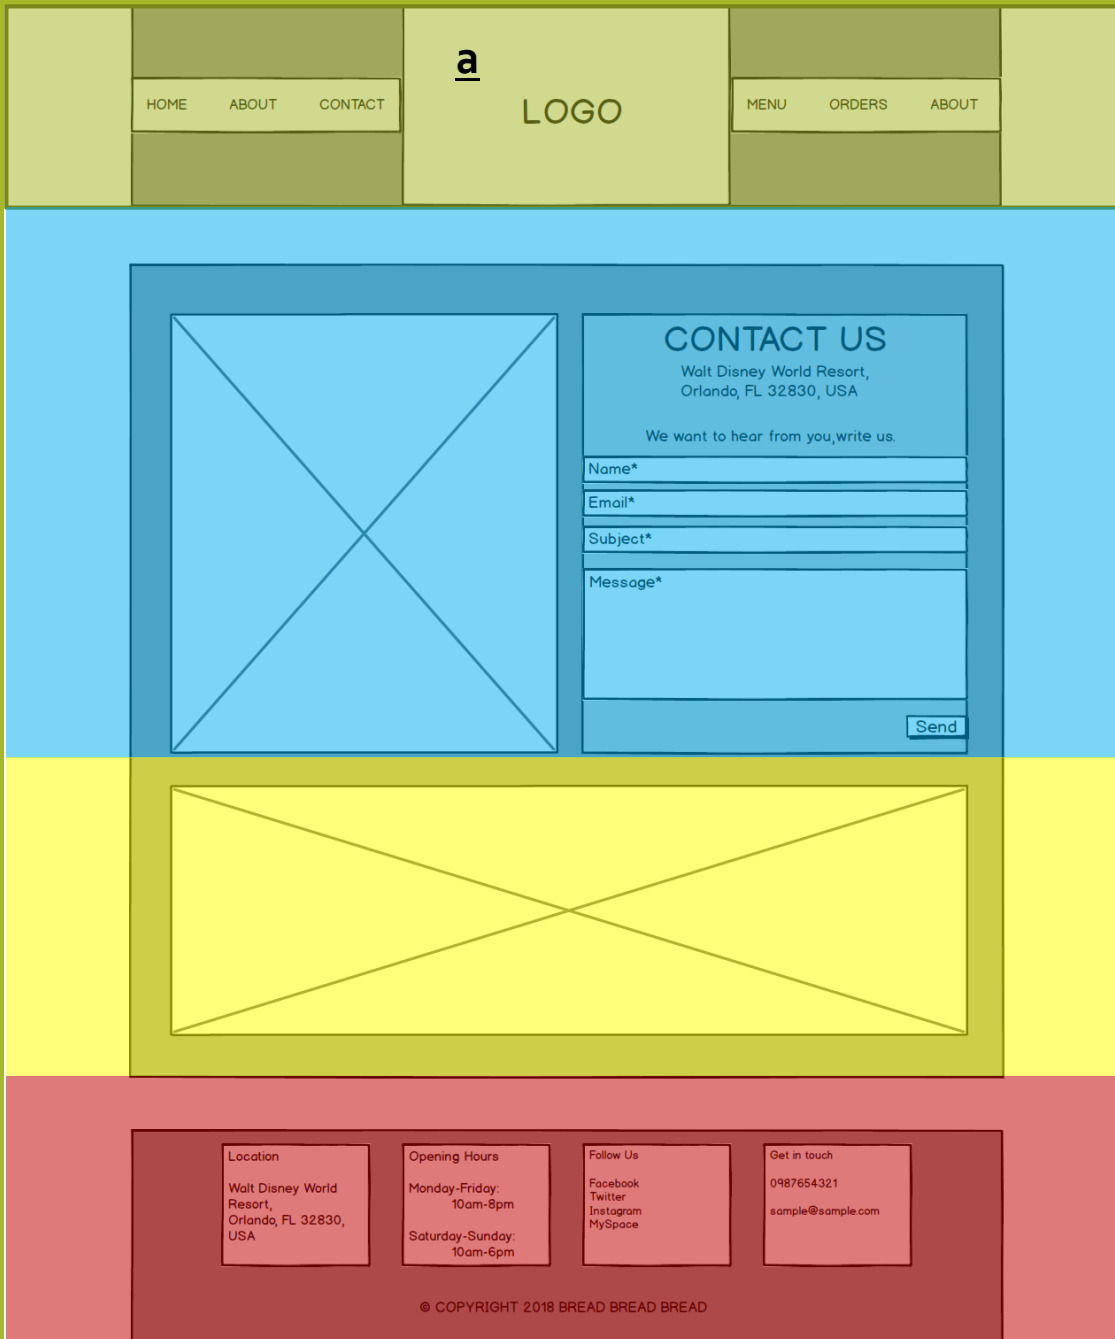 a
HOME ABOUT CONTACT
LOGO
MENU ORDERS ABOUT
CONTACT US
Walt Disney World Resort,
Orlando, FL 32830, USA
We want to hear from you,write us.
Name*
Email*
Subject*
Message*
Send
Location
Walt Disney World
Resort,
Orlando, FL 32830,
USA
Opening Hours
Monday-Friday:
10am-8pm
Saturday-Sunday:
10am-6pm
Follow Us
Facebook
Twitter
Instagram
MySpace
Get in touch
0987654321
sample@sample.com
© COPYRIGHT 2018 BREAD BREAD BREAD